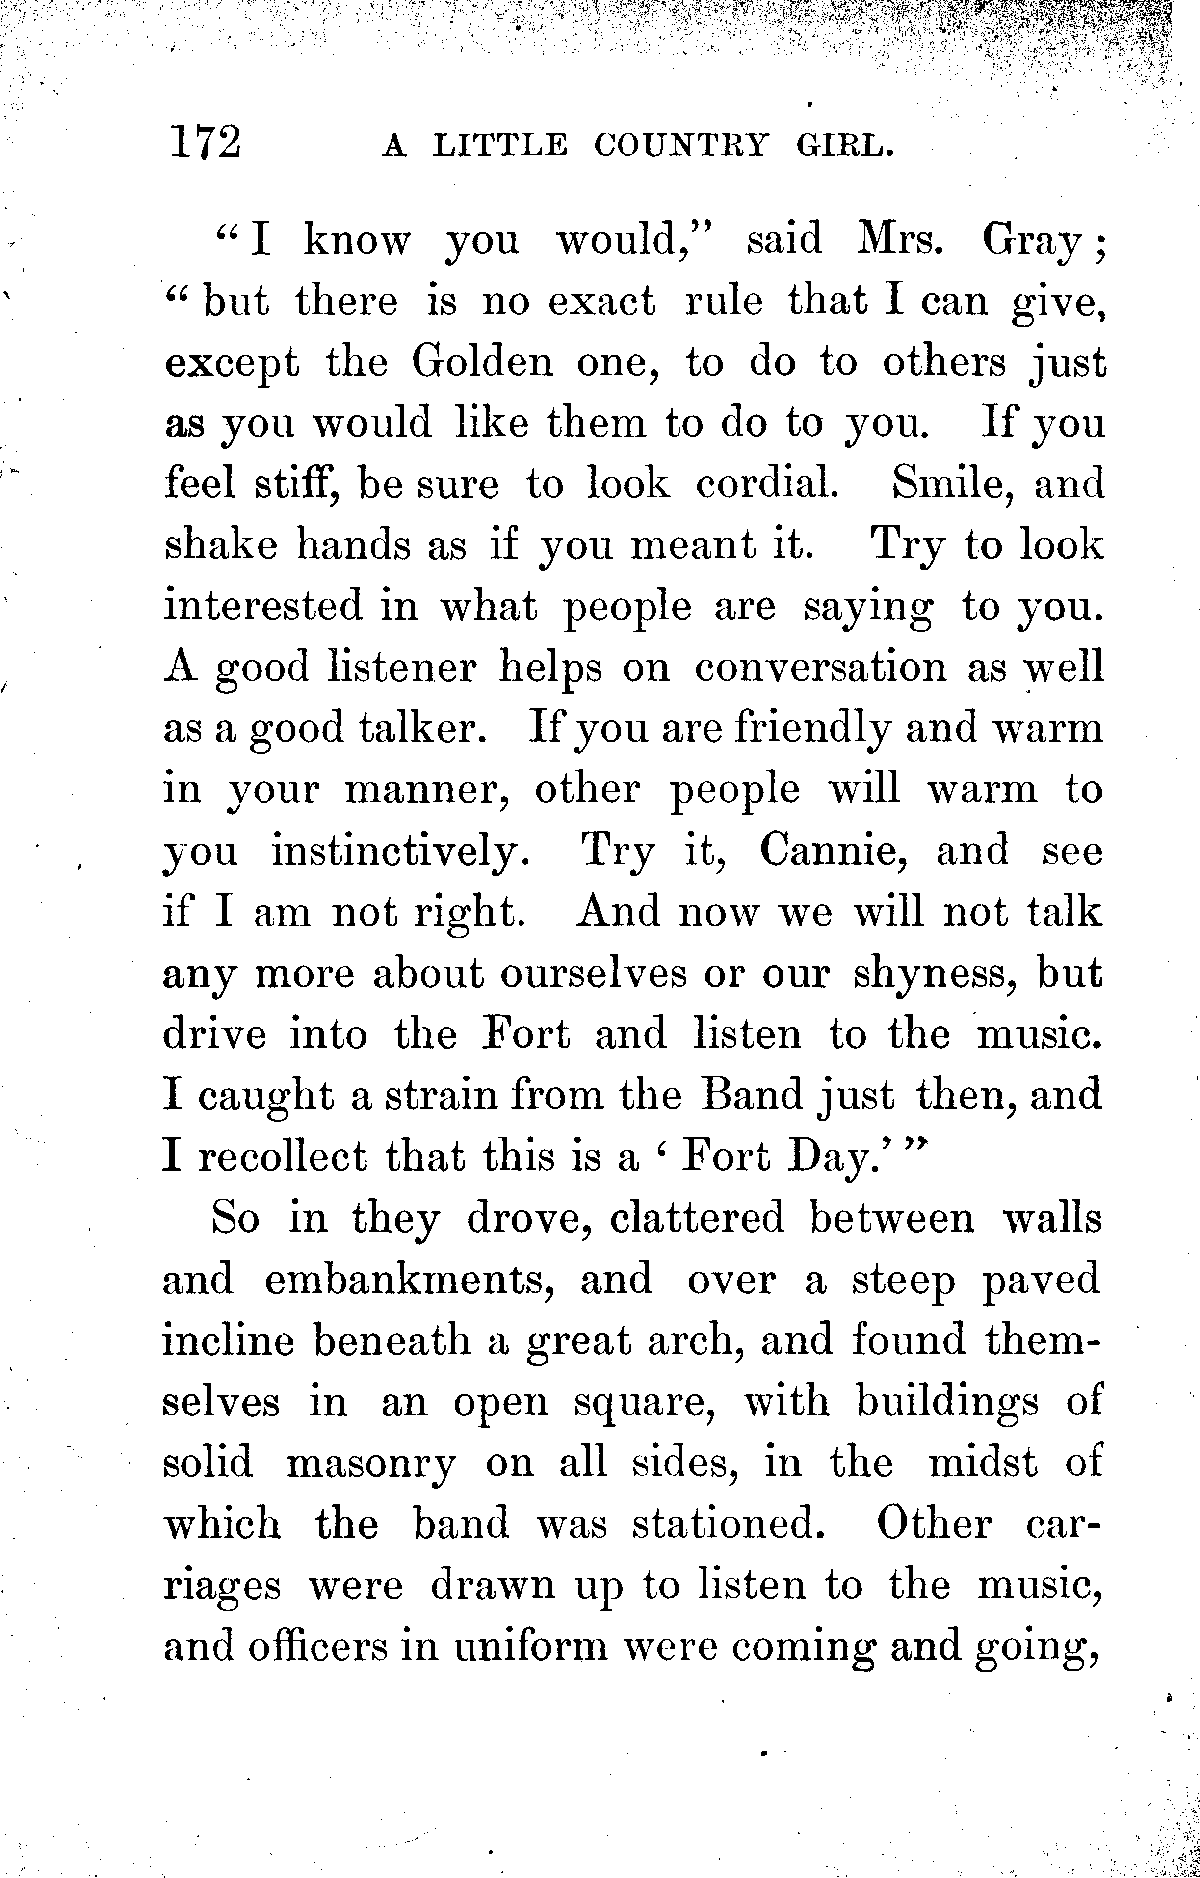 172 A LITTLE COUNTRY GIRL.
“I know you would,” said Mrs. Gray;
“but there is no exact rule that I can give,
except the Golden one, to do to others just
as you would like them to do to you. If you
feel stiff, be sure to look cordial. Smile, and
shake hands as if you meant it. Try to look
interested in what people are saying to you.
A good listener helps on conversation as well
as a good talker. If you are friendly and warm
in your manner, other people will warm to
you instinctively. Try it, Cannie, and see
if I am not right. And now we will not talk
any more about ourselves or our shyness, but
drive into the Fort and listen to the music.
I caught a strain from the Band just then, and
I recollect that this is a ‘Fort Day.’”
So in they drove, clattered between walls
and embankments, and over a steep paved
incline beneath a great arch, and found them-
selves in an open square, with buildings of
solid masonry on all sides, in the midst of
which the band was stationed. Other car-
riages were drawn up to listen to the music,
and officers in uniform were coming and going,